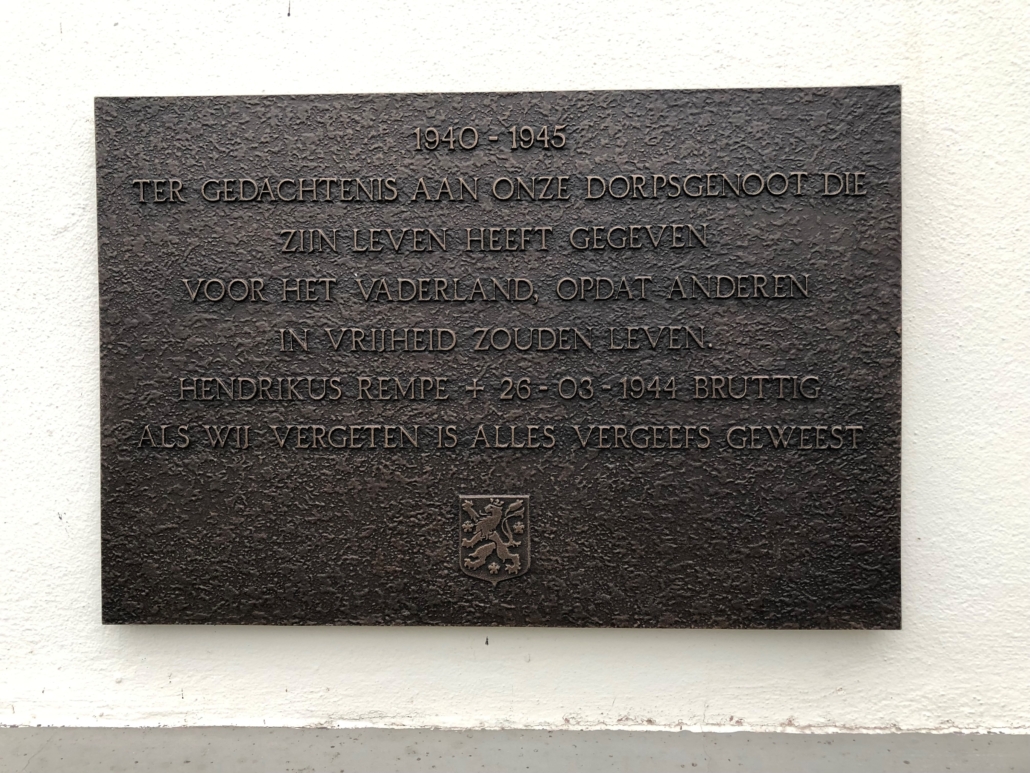 1940 - 1945
TER GEDACHTENIS AAN ONZE DORPSGENOOT DIE
ZIJN LEVEN HEEFT GEGEVEN
VOOR HET VADERLAND, OPDAT ANDEREN
IN VRIJHEID ZOUDEN LEVEN.
HENDRIKUS REMPE + 26 - 03 - 1944 BRUTTIG
ALS WIJ VERGETEN IS ALLES VERGEEFS GEWEEST